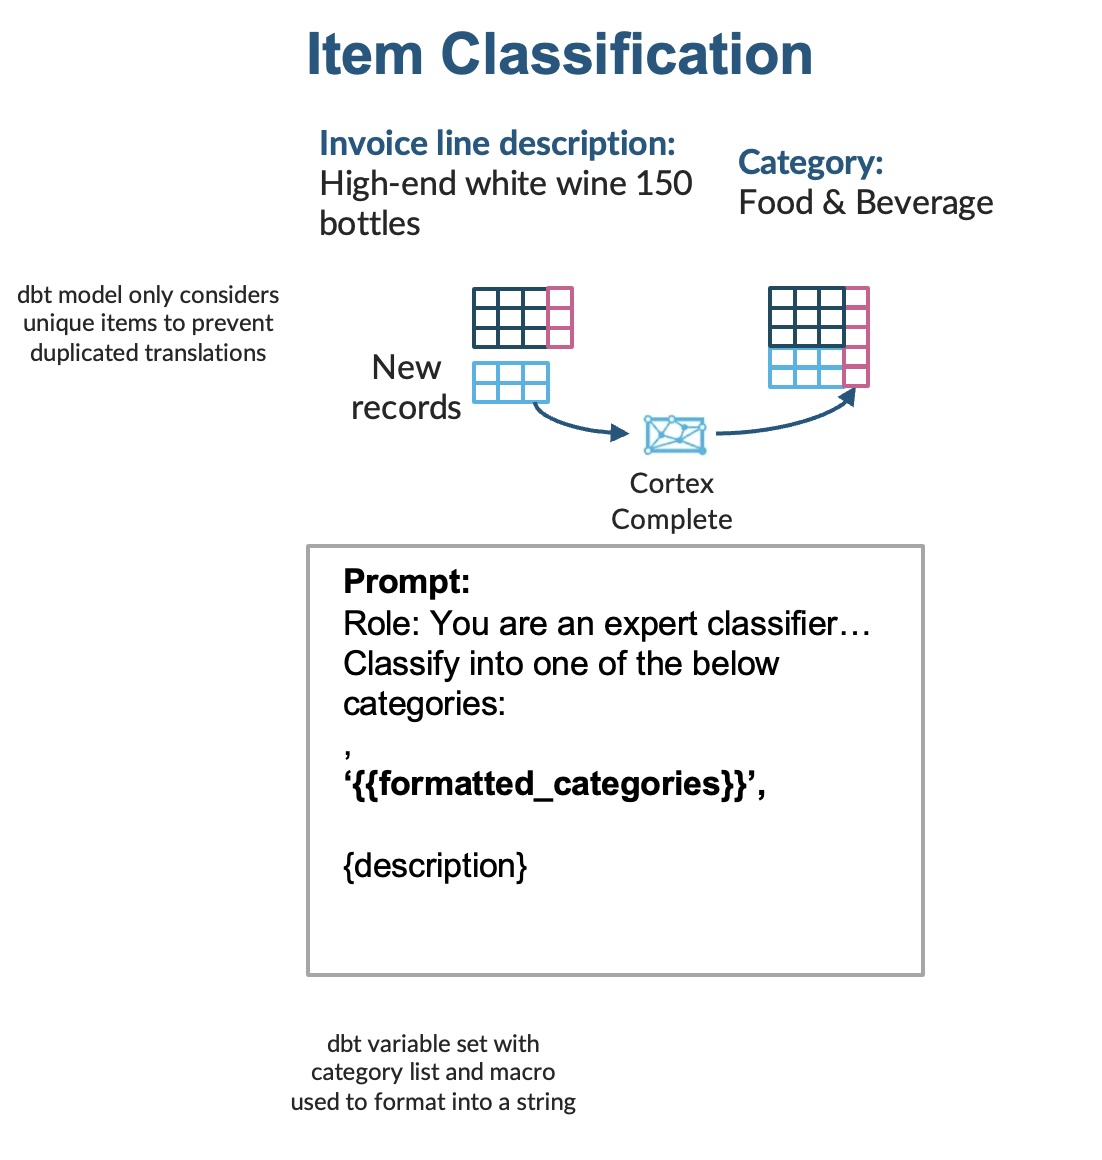 Item Classification
Invoice line description:
High-end white wine 150
bottles
Category:
Food & Beverage
dbt model only considers
unique items to prevent
duplicated translations
New
records
Cortex
Complete
Prompt:
Role: You are an expert classifier…
Classify into one of the below
categories:
,
‘{{formatted_categories}}’,
{description}
dbt variable set with
category list and macro
used to format into a string